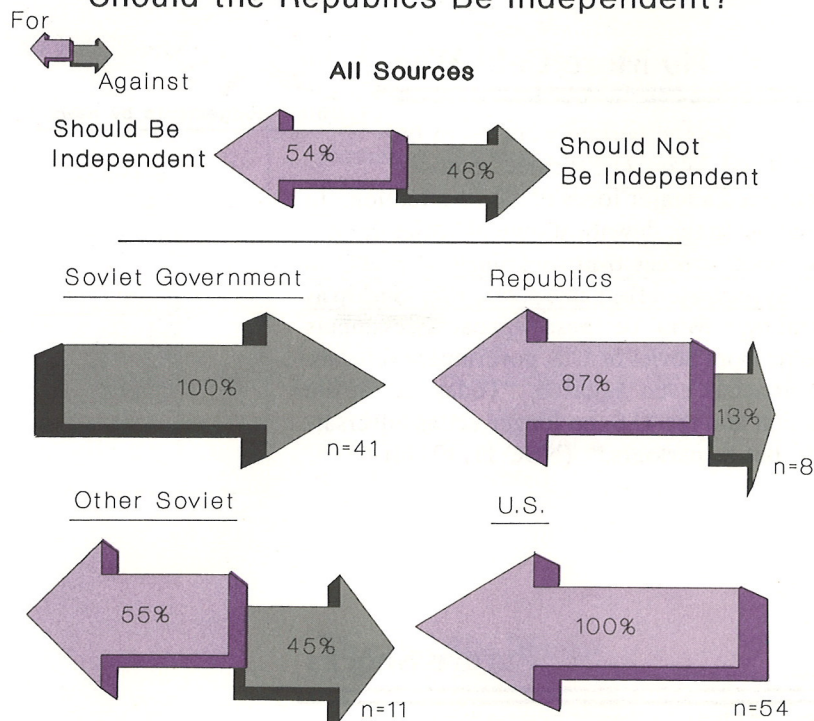 Should the Republics Be Independent?
For
Against
All Sources
Should Be
Independent
54%
46%
Should Not
Be Independent
Soviet Government
100%
n=41
Republics
87%
13%
n=8
Other Soviet
55%
45%
n=11
U.S.
100%
n=54